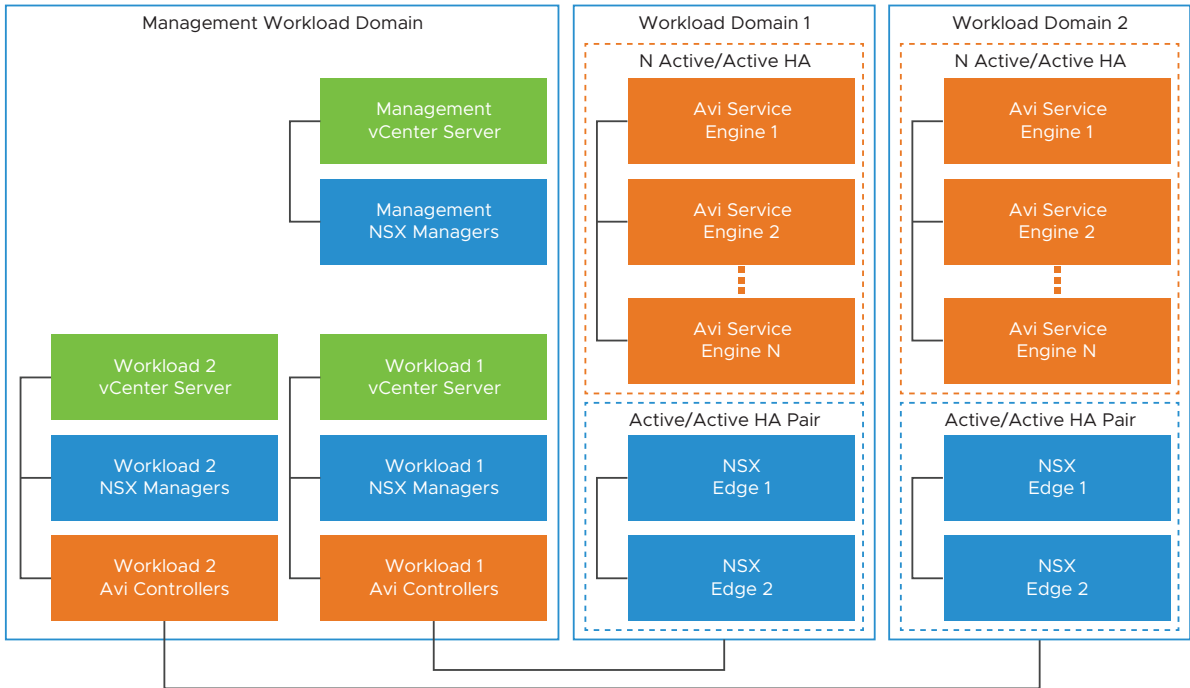 Management Workload Domain
Management
vCenter Server
Management
NSX Managers
Workload 2
vCenter Server
Workload 2
NSX Managers
Workload 2
Avi Controllers
Workload 1
vCenter Server
Workload 1
NSX Managers
Workload 1
Avi Controllers
Workload Domain 1
N Active/Active HA
Avi Service
Engine 1
Avi Service
Engine 2
Avi Service
Engine N
Active/Active HA Pair
NSX
Edge 1
NSX
Edge 2
Workload Domain 2
N Active/Active HA
Avi Service
Engine 1
Avi Service
Engine 2
Avi Service
Engine N
Active/Active HA Pair
NSX
Edge 1
NSX
Edge 2